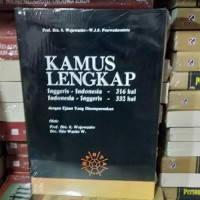 Prof. Drs. S. Wojowasito - W.J.S. Poerwadarminta
KAMUS
LENGKAP
Inggeris - Indonesia - 316 hal
Indonesia - Inggeris - 332 hal
dengan Ejaan Yang Disempurnakan
Oleh:
Prof. Drs. S. Wojowasito
Drs. Tito Wasito W.